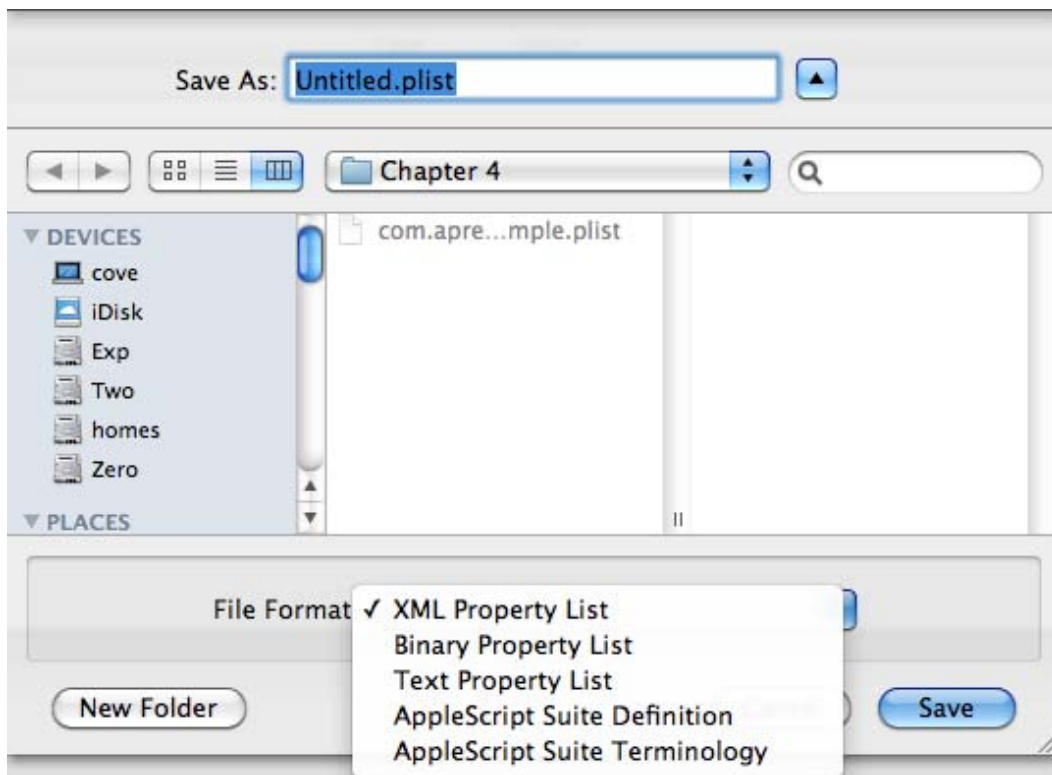 Save As: Untitled.plist
Chapter 4
DEVICES
cove
iDisk
Exp
Two
homes
Zero
PLACES
com.apre...mple.plist
File Format
✓ XML Property List
Binary Property List
Text Property List
AppleScript Suite Definition
AppleScript Suite Terminology
New Folder
Save